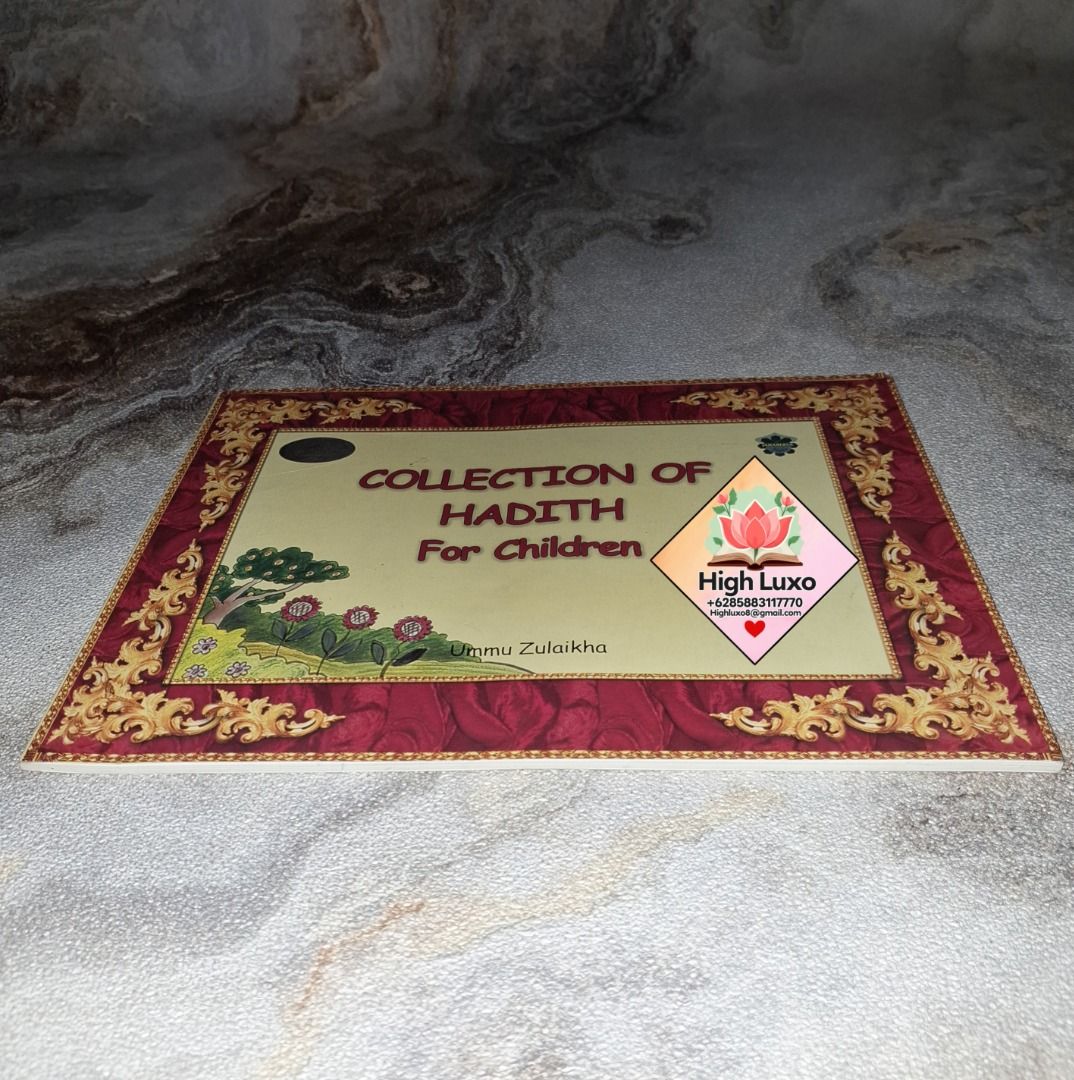 COLLECTION OF
HADITH
For Children
Ummu Zulaikha
High Luxo
+6285883117770
Highluxo8@gmail.com